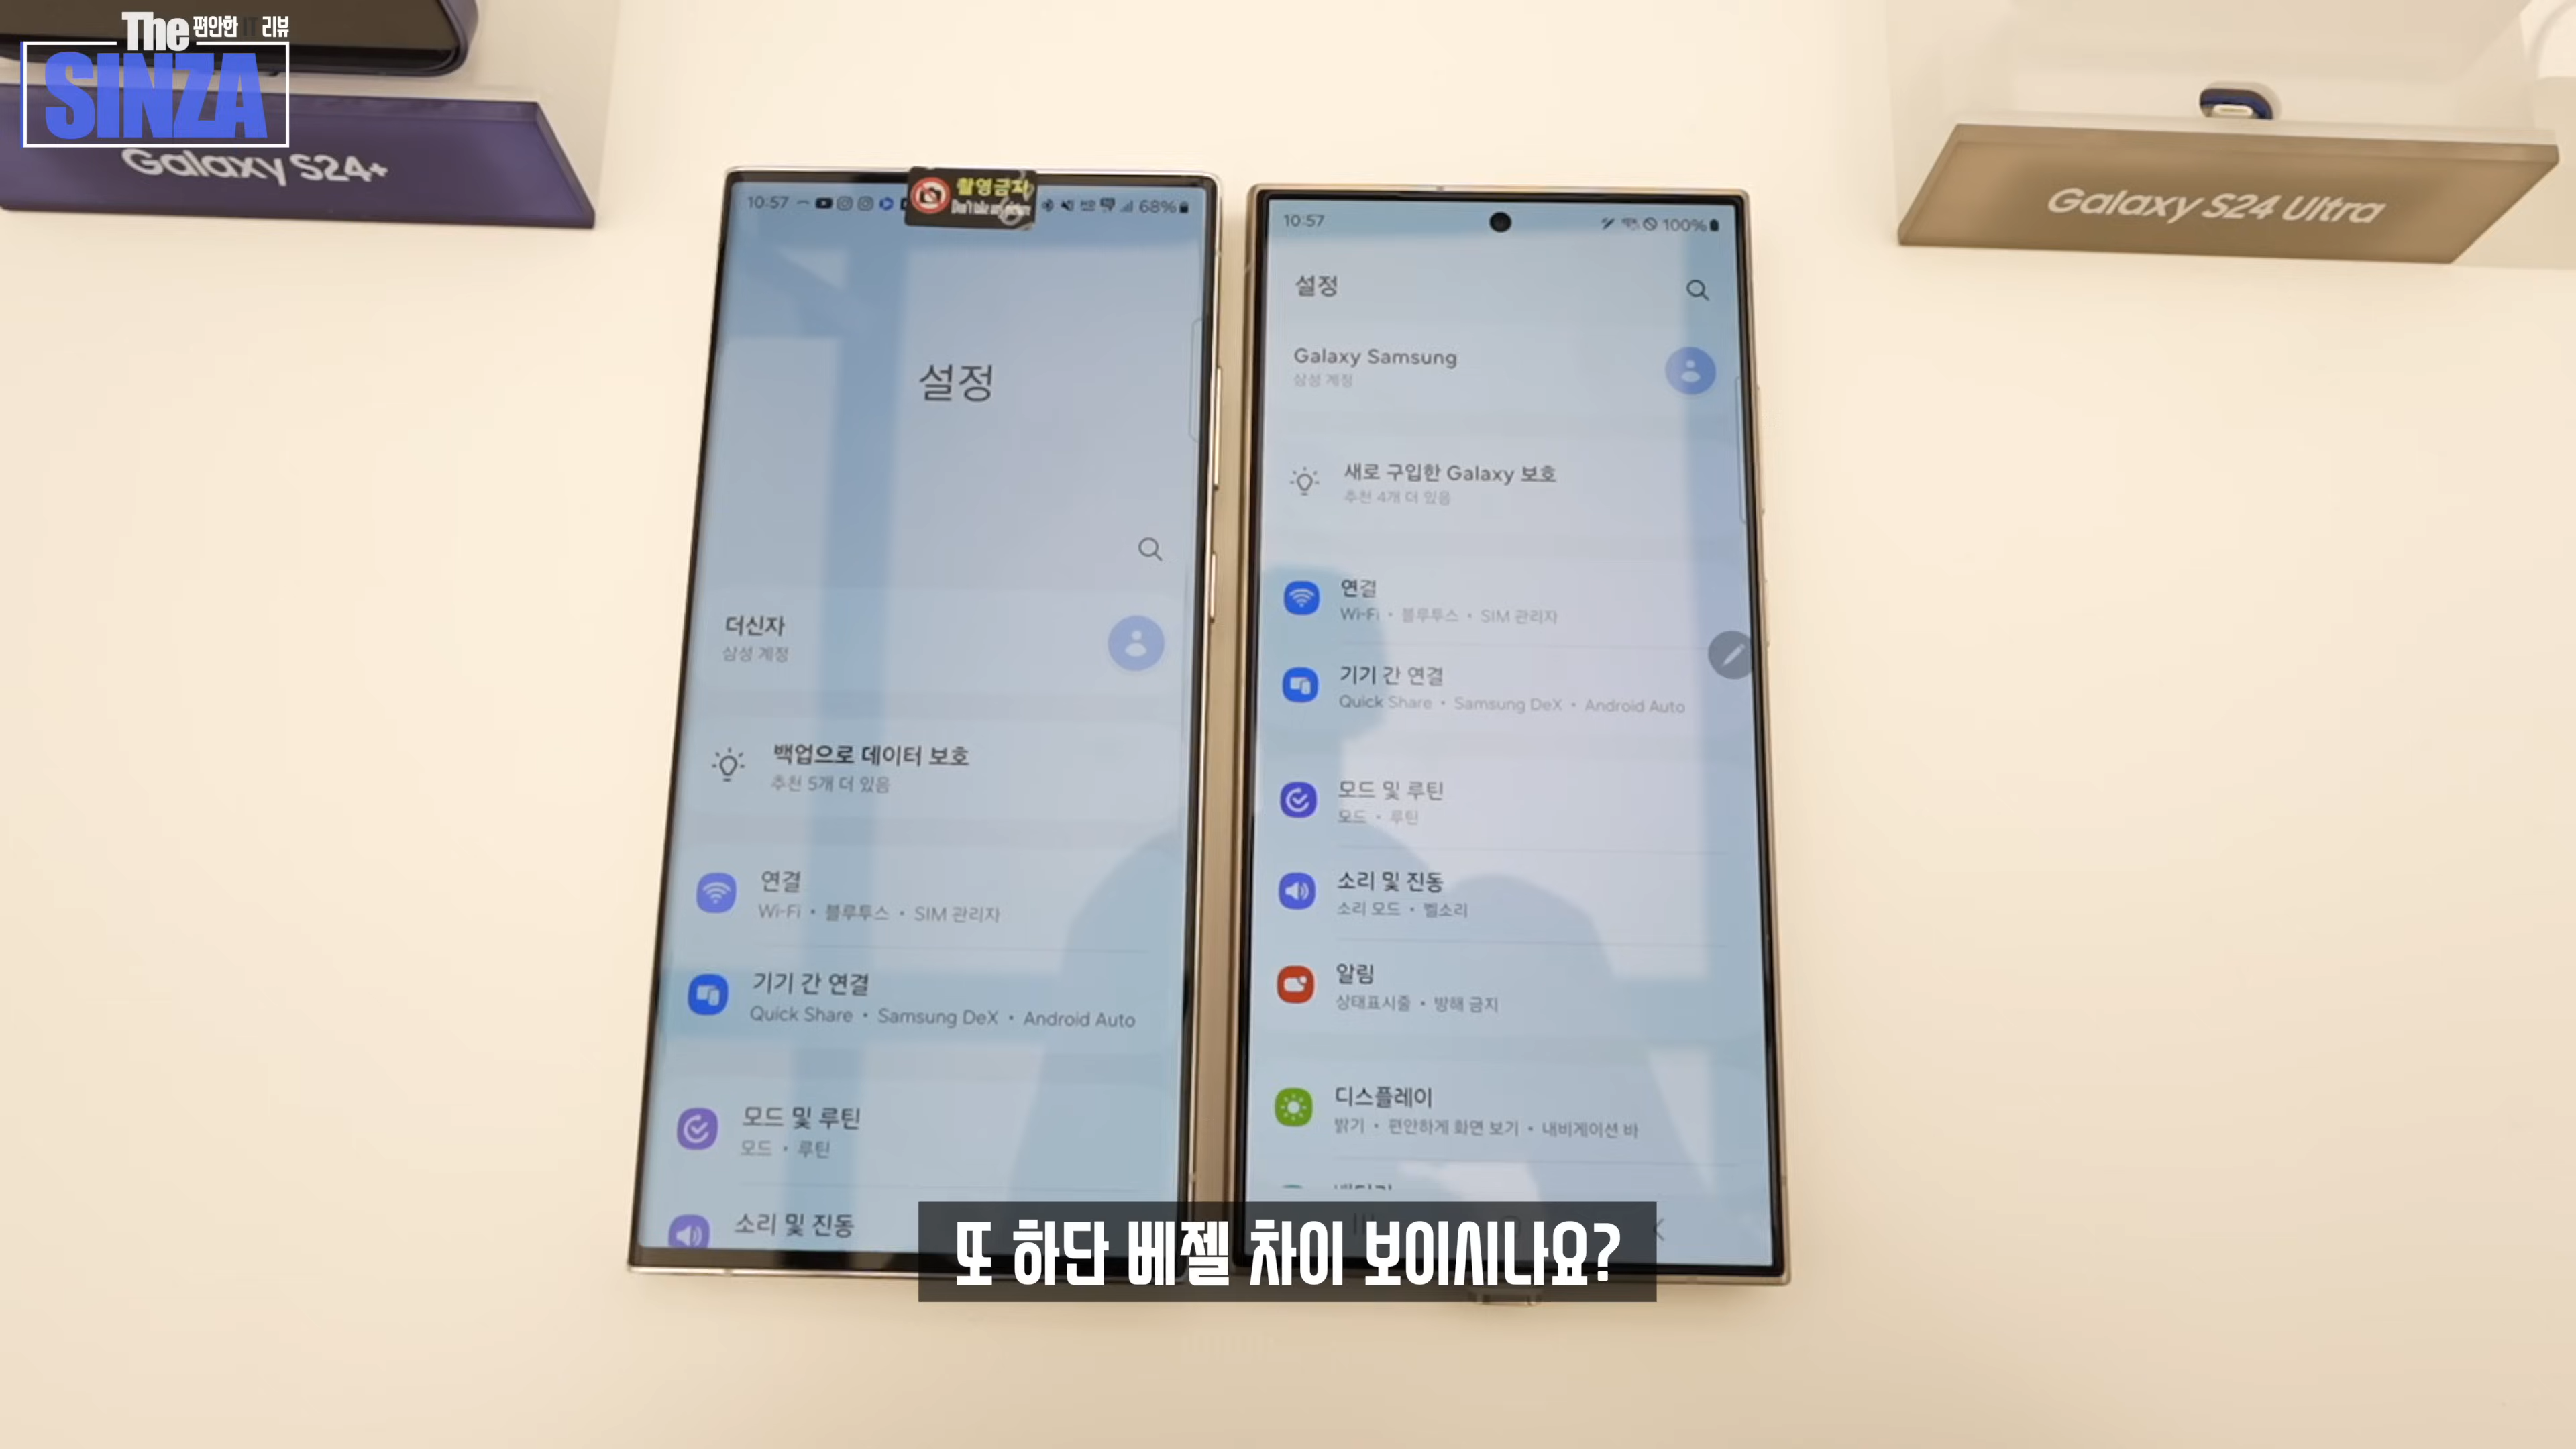 The 편안한 IT 리뷰
SINZA
Galaxy S24+
Galaxy S24 Ultra
10:57
촬영금지
Don't take any picture
68%
설정
더신자
삼성 계정
백업으로 데이터 보호
추천 5개 더 있음
연결
Wi-Fi • 블루투스 • SIM 관리자
기기 간 연결
Quick Share • Samsung DeX • Android Auto
모드 및 루틴
모드 • 루틴
소리 및 진동
10:57
100%
설정
Galaxy Samsung
삼성 계정
새로 구입한 Galaxy 보호
추천 4개 더 있음
연결
Wi-Fi • 블루투스 • SIM 관리자
기기 간 연결
Quick Share • Samsung DeX • Android Auto
모드 및 루틴
모드 • 루틴
소리 및 진동
소리 모드 • 벨소리
알림
상태표시줄 • 방해 금지
디스플레이
밝기 • 편안하게 화면 보기 • 내비게이션 바
또 하단 베젤 차이 보이시나요?